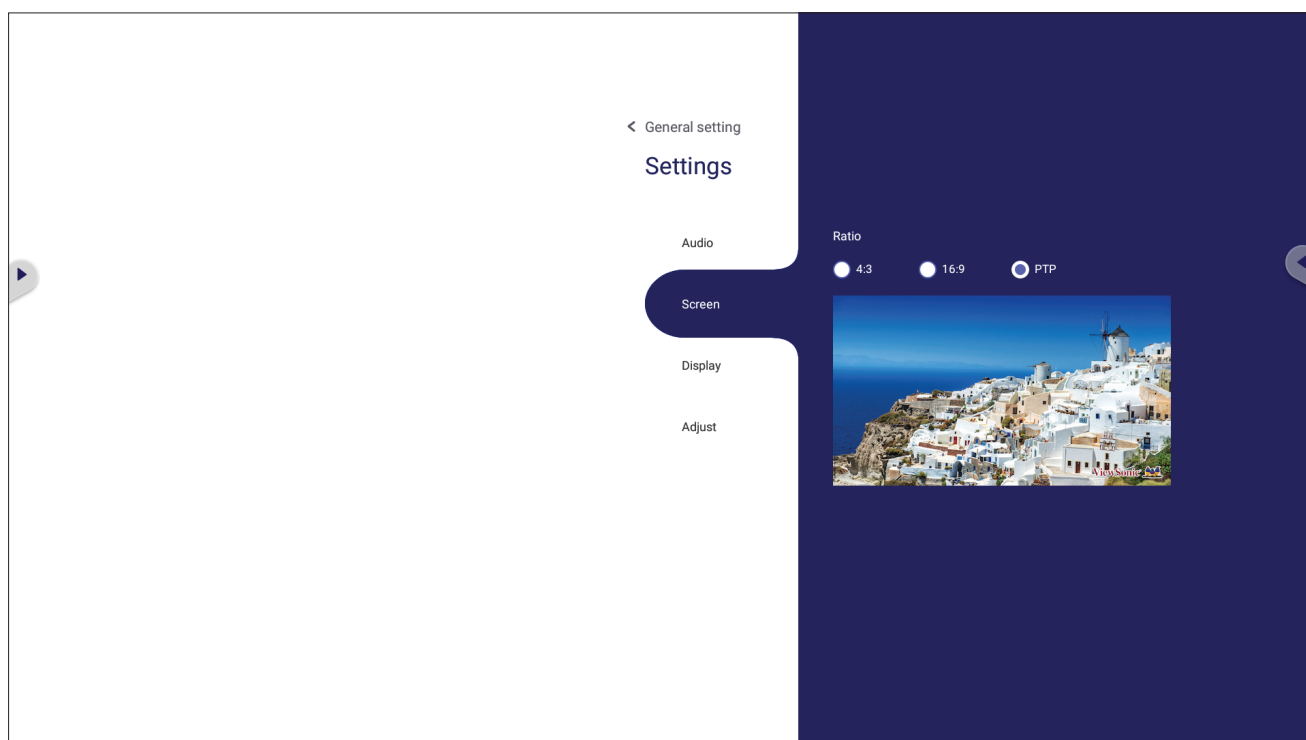 General setting
Settings
Audio
Screen
Display
Adjust
Ratio
4:3 16:9 PTP
ViewSonic